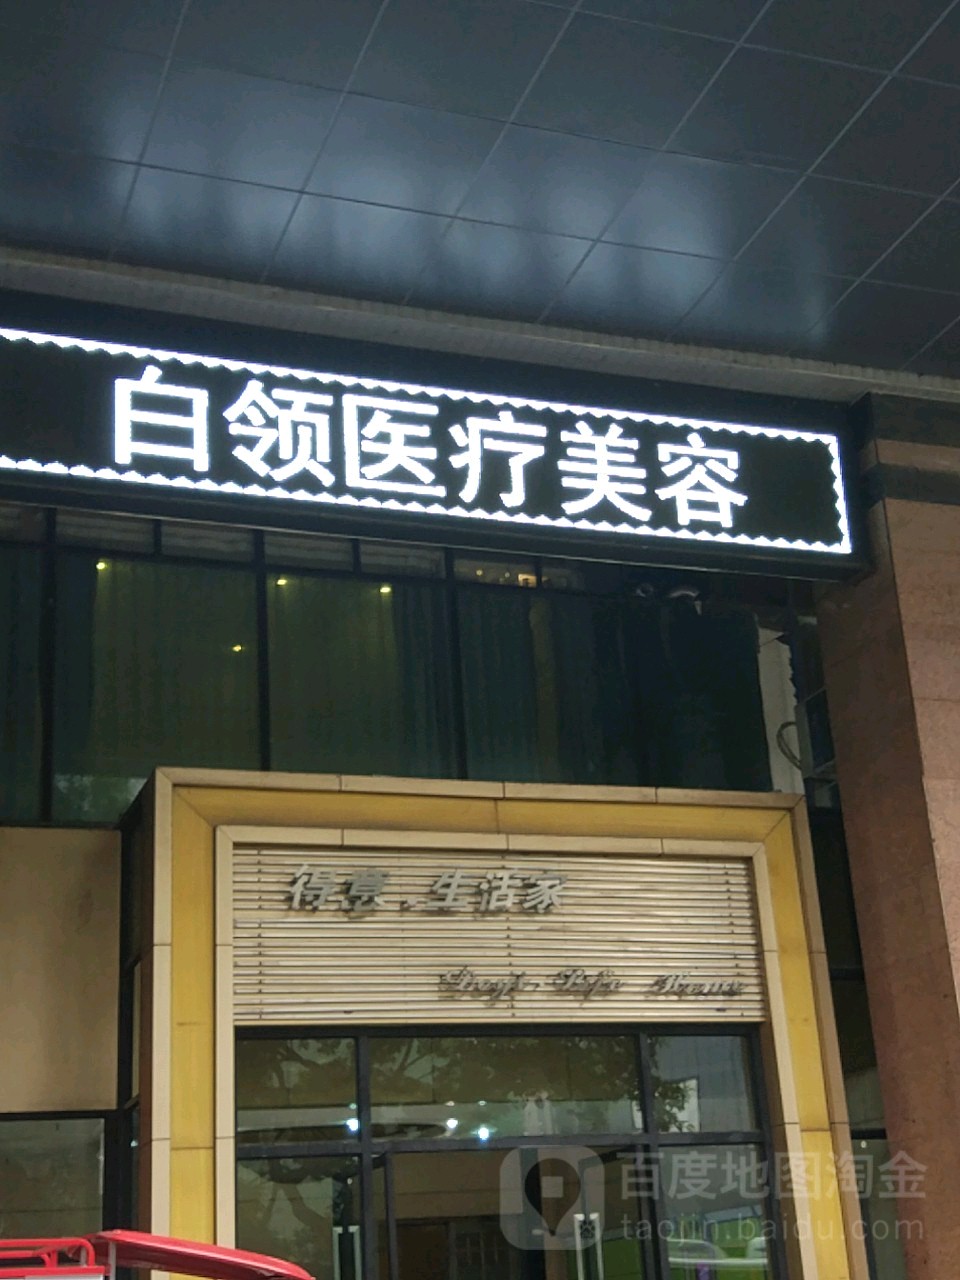 白领医疗美容
得意·生活家
百度地图淘金
taojin.baidu.com